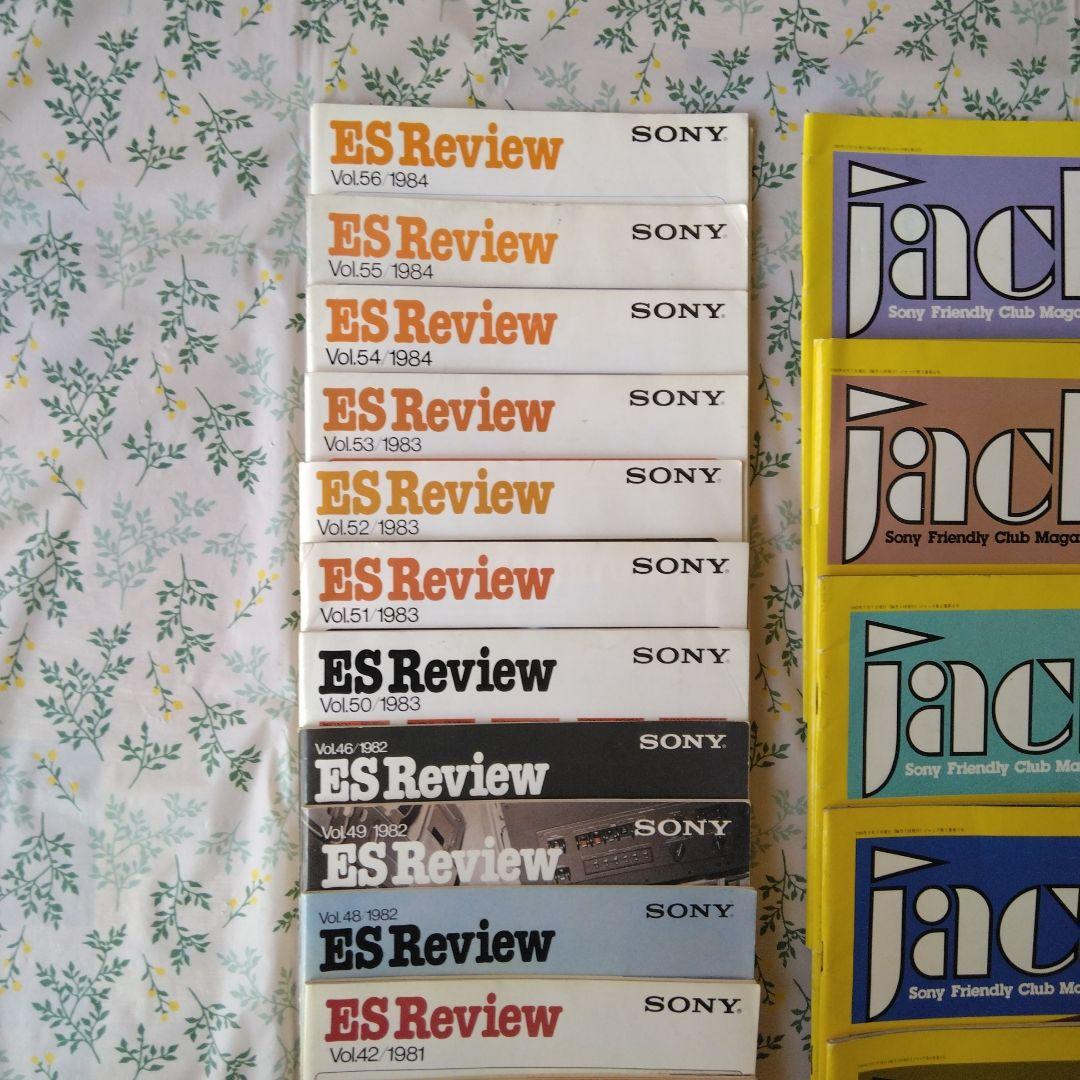 ES Review SONY
Vol.56/1984
ES Review SONY
Vol.55/1984
ES Review SONY
Vol.54/1984
ES Review SONY
Vol.53/1983
ES Review SONY
Vol.52/1983
ES Review SONY
Vol.51/1983
ES Review SONY
Vol.50/1983
Vol.46/1982 SONY
ES Review
Vol.49/1982 SONY
ES Review
Vol.48/1982 SONY
ES Review
ES Review SONY
Vol.42/1981
jac
Sony Friendly Club Maga
jac
Sony Friendly Club Maga
jac
Sony Friendly Club Ma
jac
Sony Friendly Club Ma